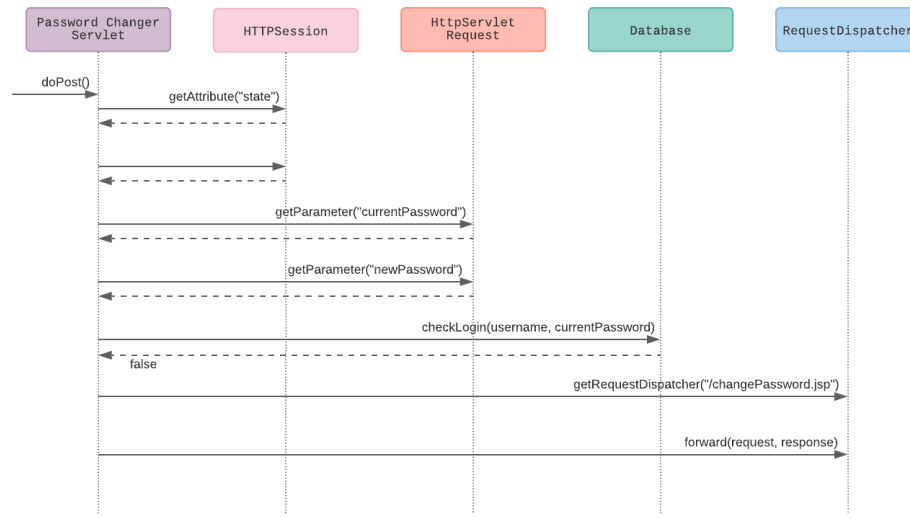 Password Changer
Servlet
HTTPSession
HttpServlet
Request
Database
RequestDispatcher
doPost()
getAttribute("state")
getParameter("currentPassword")
getParameter("newPassword")
checkLogin(username, currentPassword)
false
getRequestDispatcher("/changePassword.jsp")
forward(request, response)